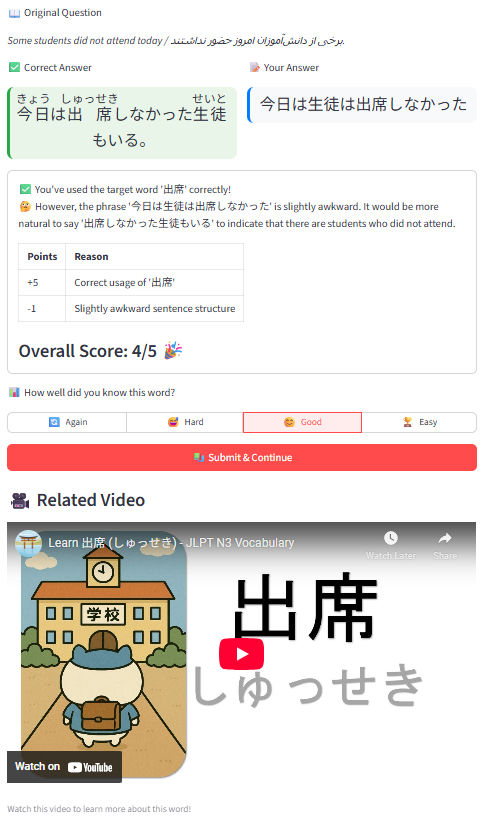 📖 Original Question
Some students did not attend today / برخی از دانش‌آموزان امروز حضور نداشتند.
✅ Correct Answer
📝 Your Answer
きょう しゅっせき せいと
今日は出席しなかった生徒
もいる。
今日は生徒は出席しなかった
✅ You've used the target word '出席' correctly!
🤔 However, the phrase '今日は生徒は出席しなかった' is slightly awkward. It would be more
natural to say '出席しなかった生徒もいる' to indicate that there are students who did not attend.
Points Reason
+5 Correct usage of '出席'
-1 Slightly awkward sentence structure
Overall Score: 4/5 🎉
📊 How well did you know this word?
🔄 Again 😅 Hard 😊 Good 🏆 Easy
📬 Submit & Continue
🎥 Related Video
Learn 出席 (しゅっせき) - JLPT N3 Vocabulary
Watch Later Share
学校
出席
しゅっせき
Watch on YouTube
Watch this video to learn more about this word!